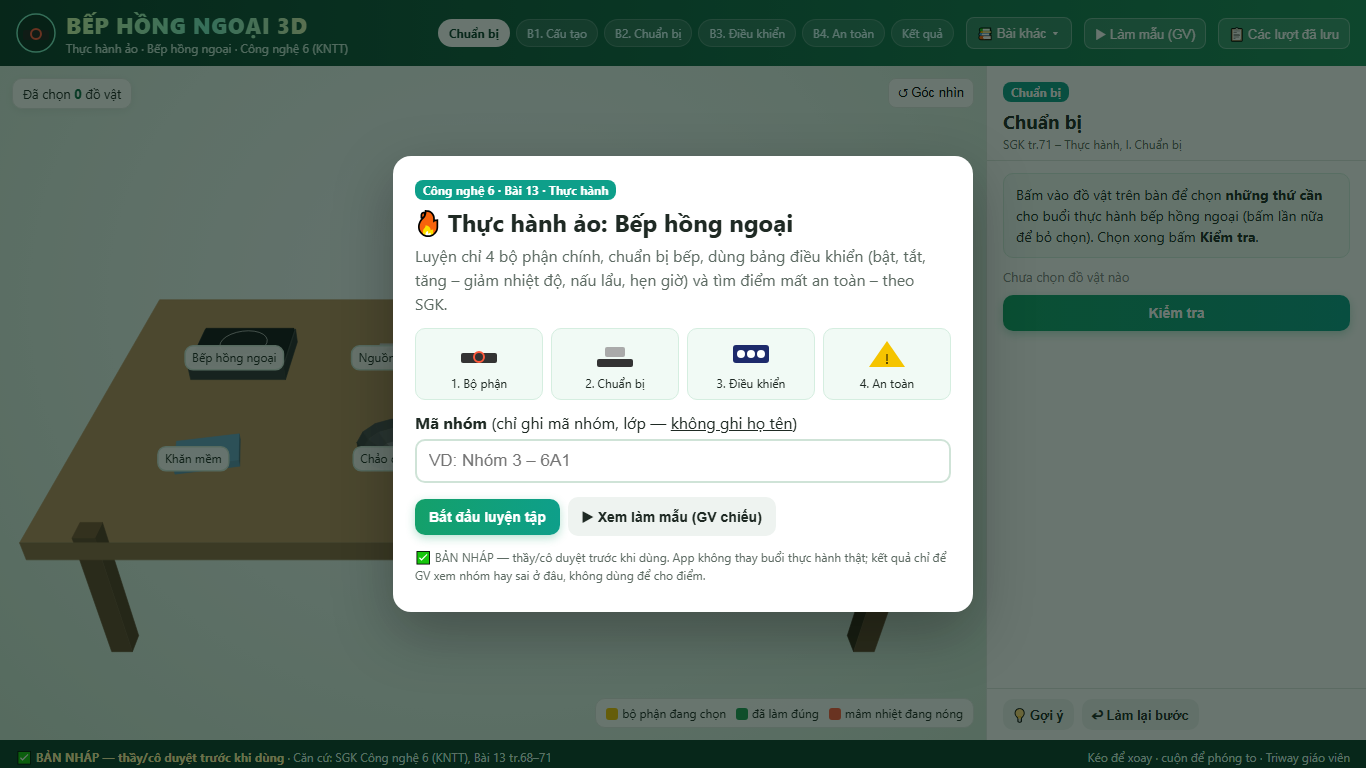 BẾP HỒNG NGOẠI 3D
Thực hành ảo · Bếp hồng ngoại · Công nghệ 6 (KNTT)
Chuẩn bị
B1. Cấu tạo
B2. Chuẩn bị
B3. Điều khiển
B4. An toàn
Kết quả
Bài khác
Làm mẫu (GV)
Các lượt đã lưu
Đã chọn 0 đồ vật
Góc nhìn
Chuẩn bị
Chuẩn bị
SGK tr.71 – Thực hành, I. Chuẩn bị
Bấm vào đồ vật trên bàn để chọn những thứ cần
cho buổi thực hành bếp hồng ngoại (bấm lần nữa
để bỏ chọn). Chọn xong bấm Kiểm tra.
Chưa chọn đồ vật nào
Kiểm tra
Bếp hồng ngoại
Khăn mềm
Công nghệ 6 · Bài 13 · Thực hành
Thực hành ảo: Bếp hồng ngoại
Luyện chỉ 4 bộ phận chính, chuẩn bị bếp, dùng bảng điều khiển (bật, tắt,
tăng – giảm nhiệt độ, nấu lẩu, hẹn giờ) và tìm điểm mất an toàn – theo
SGK.
1. Bộ phận
2. Chuẩn bị
3. Điều khiển
4. An toàn
Mã nhóm (chỉ ghi mã nhóm, lớp — không ghi họ tên)
VD: Nhóm 3 – 6A1
Bắt đầu luyện tập
Xem làm mẫu (GV chiếu)
BẢN NHÁP — thầy/cô duyệt trước khi dùng. App không thay buổi thực hành thật; kết quả chỉ để
GV xem nhóm hay sai ở đâu, không dùng để cho điểm.
bộ phận đang chọn
đã làm đúng
mâm nhiệt đang nóng
Gợi ý
Làm lại bước
BẢN NHÁP — thầy/cô duyệt trước khi dùng · Căn cứ: SGK Công nghệ 6 (KNTT), Bài 13 tr.68–71
Kéo để xoay · cuộn để phóng to · Triway giáo viên